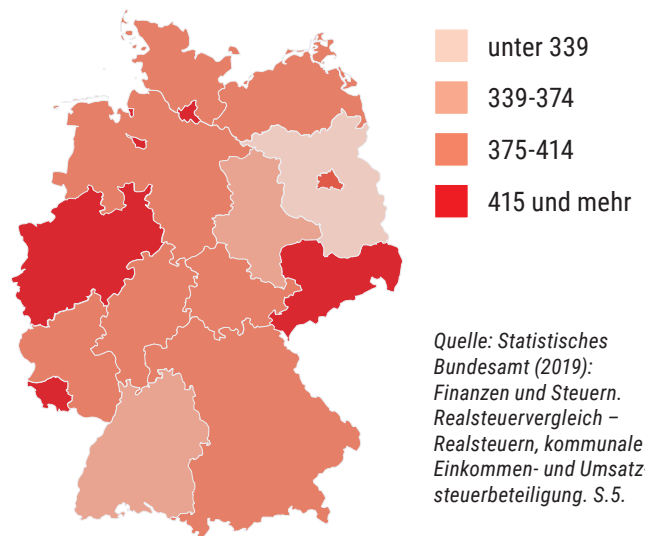 unter 339
339-374
375-414
415 und mehr
Quelle: Statistisches
Bundesamt (2019):
Finanzen und Steuern.
Realsteuervergleich –
Realsteuern, kommunale
Einkommen- und Umsatz-
steuerbeteiligung. S.5.